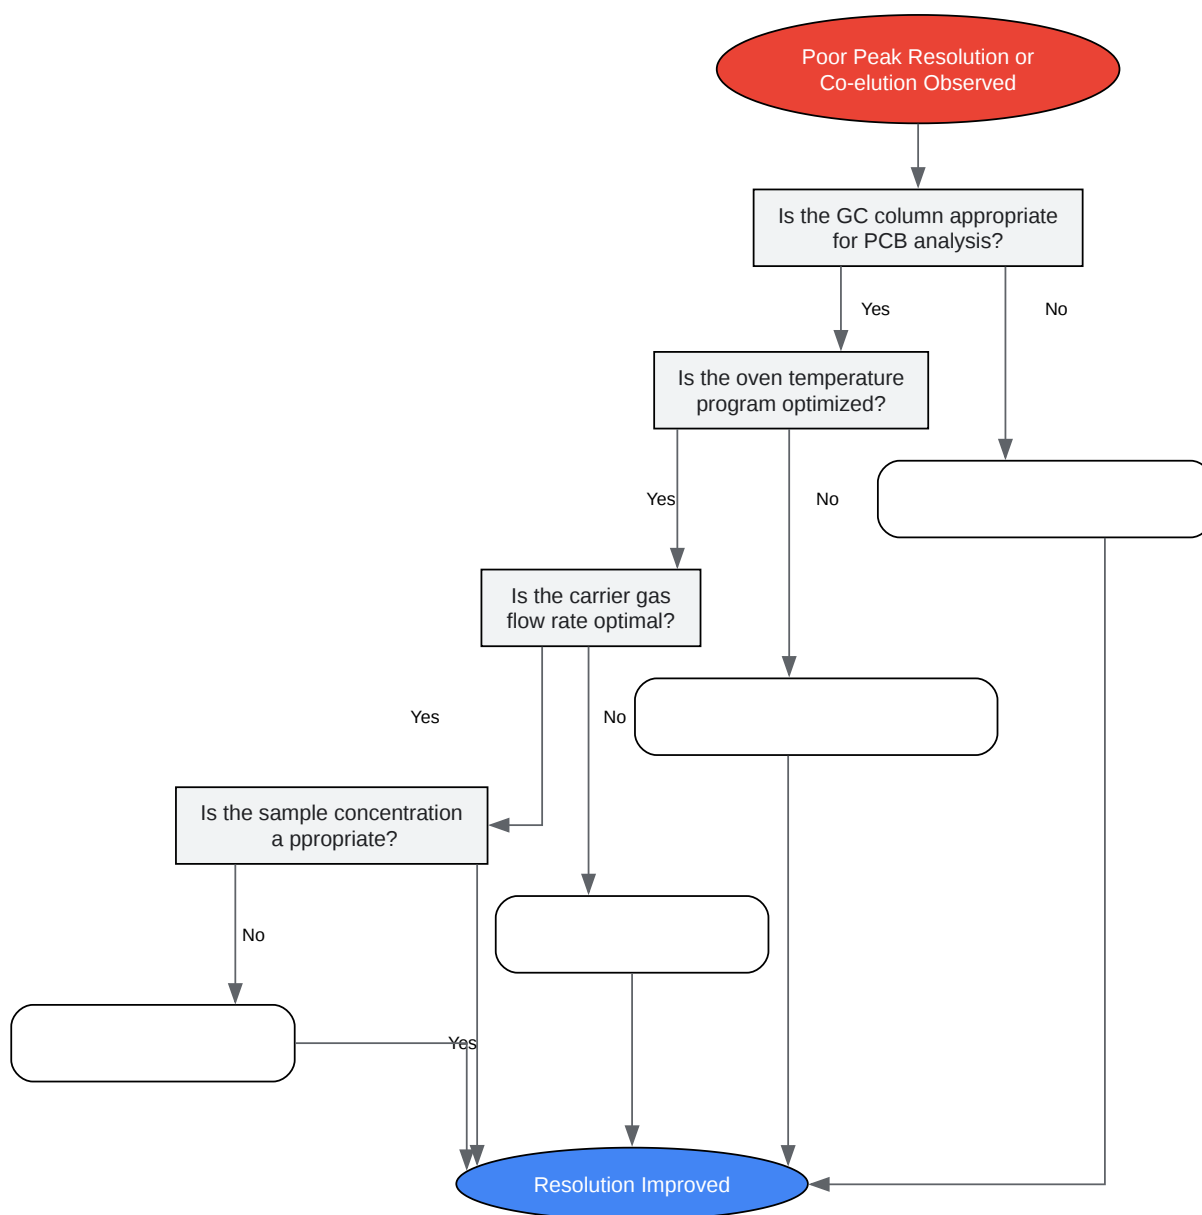 Poor Peak Resolution or
Co-elution Observed
Is the GC column appropriate
for PCB analysis?
Yes
No
Is the oven temperature
program optimized?
Yes
No
Is the carrier gas
flow rate optimal?
Yes
No
Is the sample concentration
a ppropriate?
No
Yes
Resolution Improved